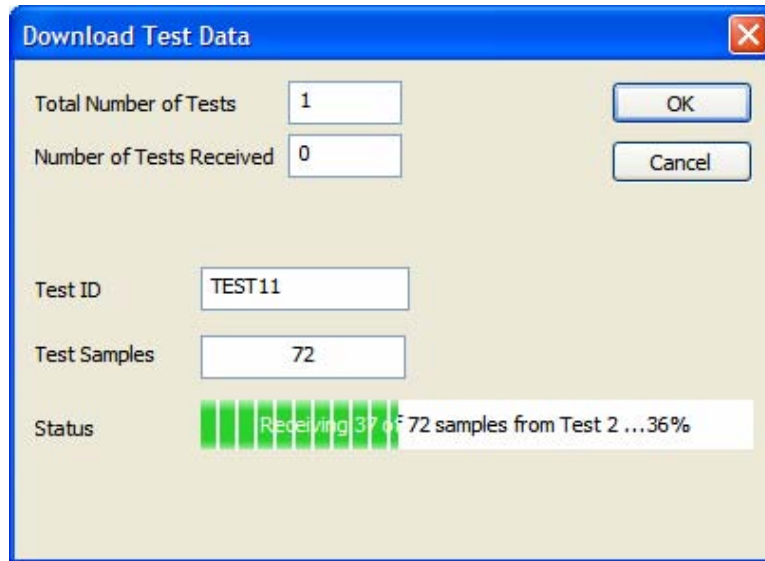 Download Test Data
Total Number of Tests 1
OK
Number of Tests Received 0
Cancel
Test ID TEST11
Test Samples 72
Status Receiving 37 of 72 samples from Test 2 ...36%